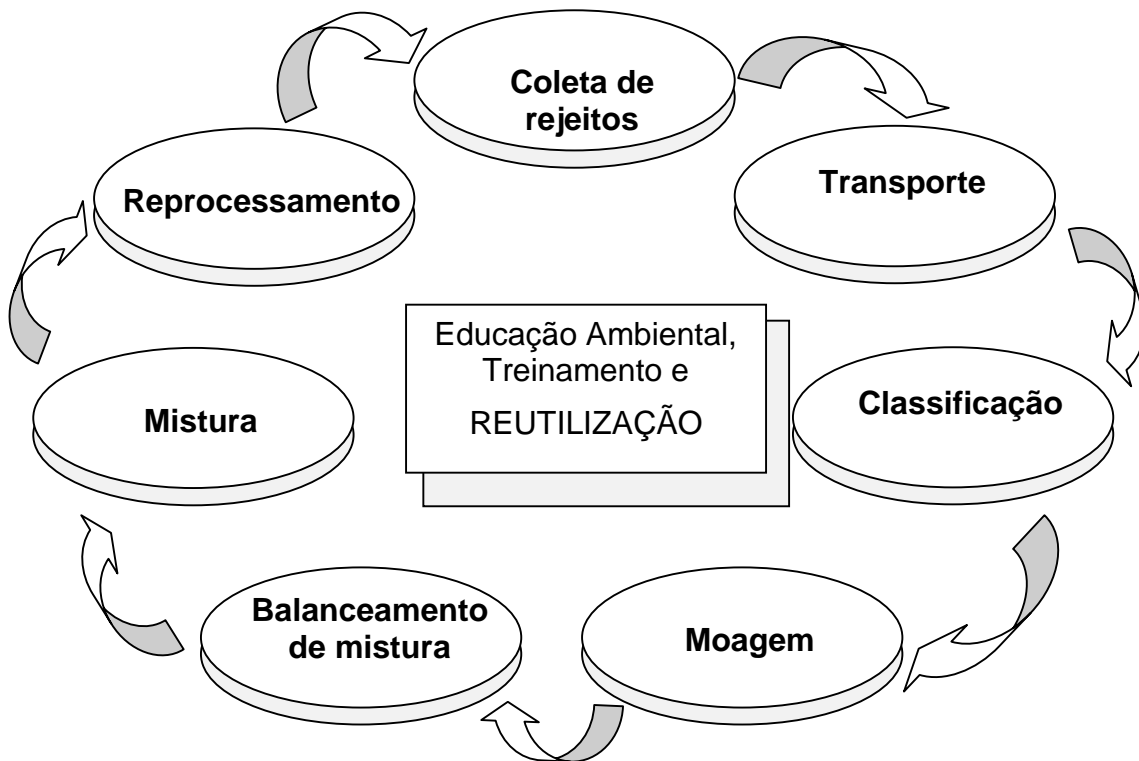 Coleta de
rejeitos
Transporte
Classificação
Moagem
Balanceamento
de mistura
Mistura
Reprocessamento
Educação Ambiental,
Treinamento e
REUTILIZAÇÃO